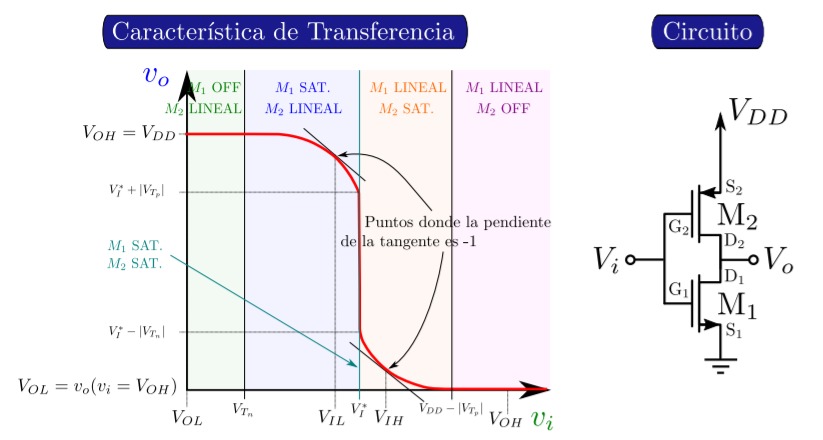 Característica de Transferencia
Circuito
v_o
M_1 OFF
M_2 LINEAL
M_1 SAT.
M_2 LINEAL
M_1 LINEAL
M_2 SAT.
M_1 LINEAL
M_2 OFF
V_{OH} = V_{DD}
V_I^* + |V_{T_p}|
Puntos donde la pendiente
de la tangente es -1
M_1 SAT.
M_2 SAT.
V_I^* − |V_{T_n}|
V_{OL} = v_o(v_i = V_{OH})
V_{OL}
V_{T_n}
V_{IL}
V_I^*
V_{IH}
V_{DD} − |V_{T_p}|
V_{OH}
v_i
V_{DD}
S_2
M_2
G_2
D_2
V_i
V_o
D_1
G_1
M_1
S_1